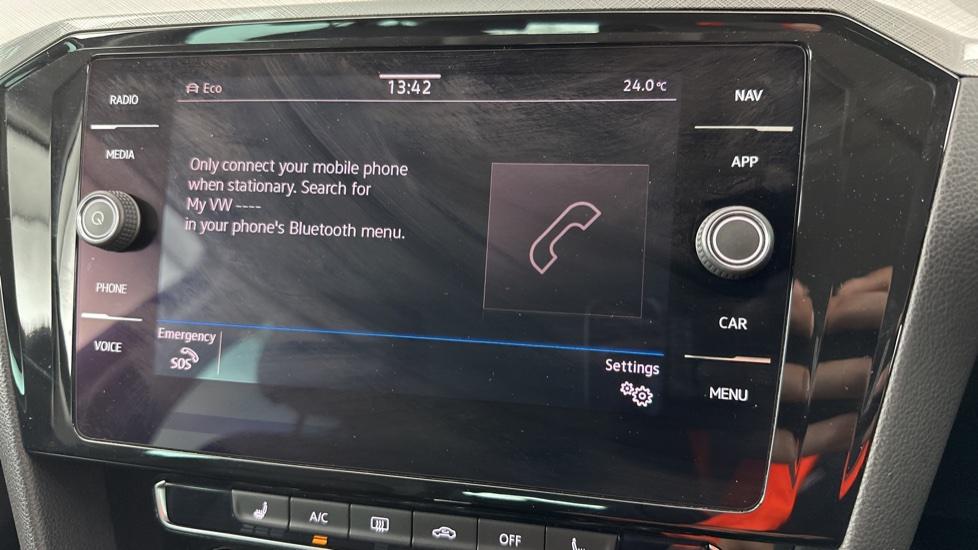 RADIO
MEDIA
PHONE
VOICE
Eco
13:42
24.0°C
Only connect your mobile phone
when stationary. Search for
My VW ----
in your phone's Bluetooth menu.
Emergency
SOS
Settings
NAV
APP
CAR
MENU
A/C
OFF